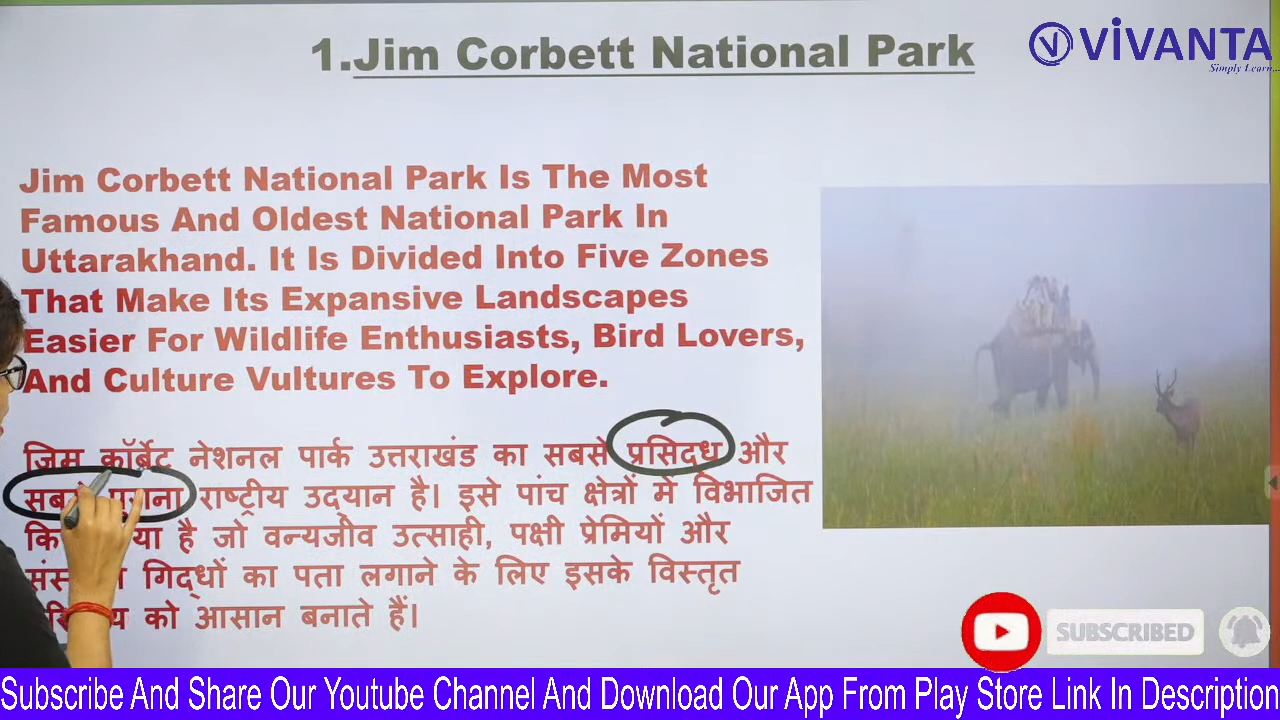 1.Jim Corbett National Park
VİVANTA
Simply Learn...
Jim Corbett National Park Is The Most
Famous And Oldest National Park In
Uttarakhand. It Is Divided Into Five Zones
That Make Its Expansive Landscapes
Easier For Wildlife Enthusiasts, Bird Lovers,
And Culture Vultures To Explore.
जिम कॉर्बेट नेशनल पार्क उत्तराखंड का सबसे प्रसिद्ध और
राष्ट्रीय उद्यान है। इसे पांच क्षेत्रों में विभाजित
है जो वन्यजीव उत्साही, पक्षी प्रेमियों और
गिद्धों का पता लगाने के लिए इसके विस्तृत
को आसान बनाते हैं।
SUBSCRIBED
Subscribe And Share Our Youtube Channel And Download Our App From Play Store Link In Description